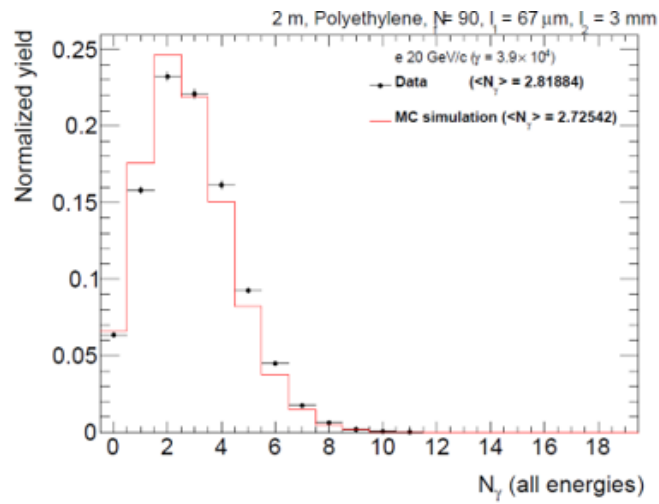 2 m, Polyethylene, N = 90, l₁ = 67 μm, l₂ = 3 mm
e 20 GeV/c (γ = 3.9× 10⁴)
Data (<Nγ> = 2.81884)
MC simulation (<Nγ> = 2.72542)
Normalized yield
0.25
0.2
0.15
0.1
0.05
0
0 2 4 6 8 10 12 14 16 18
Nγ (all energies)